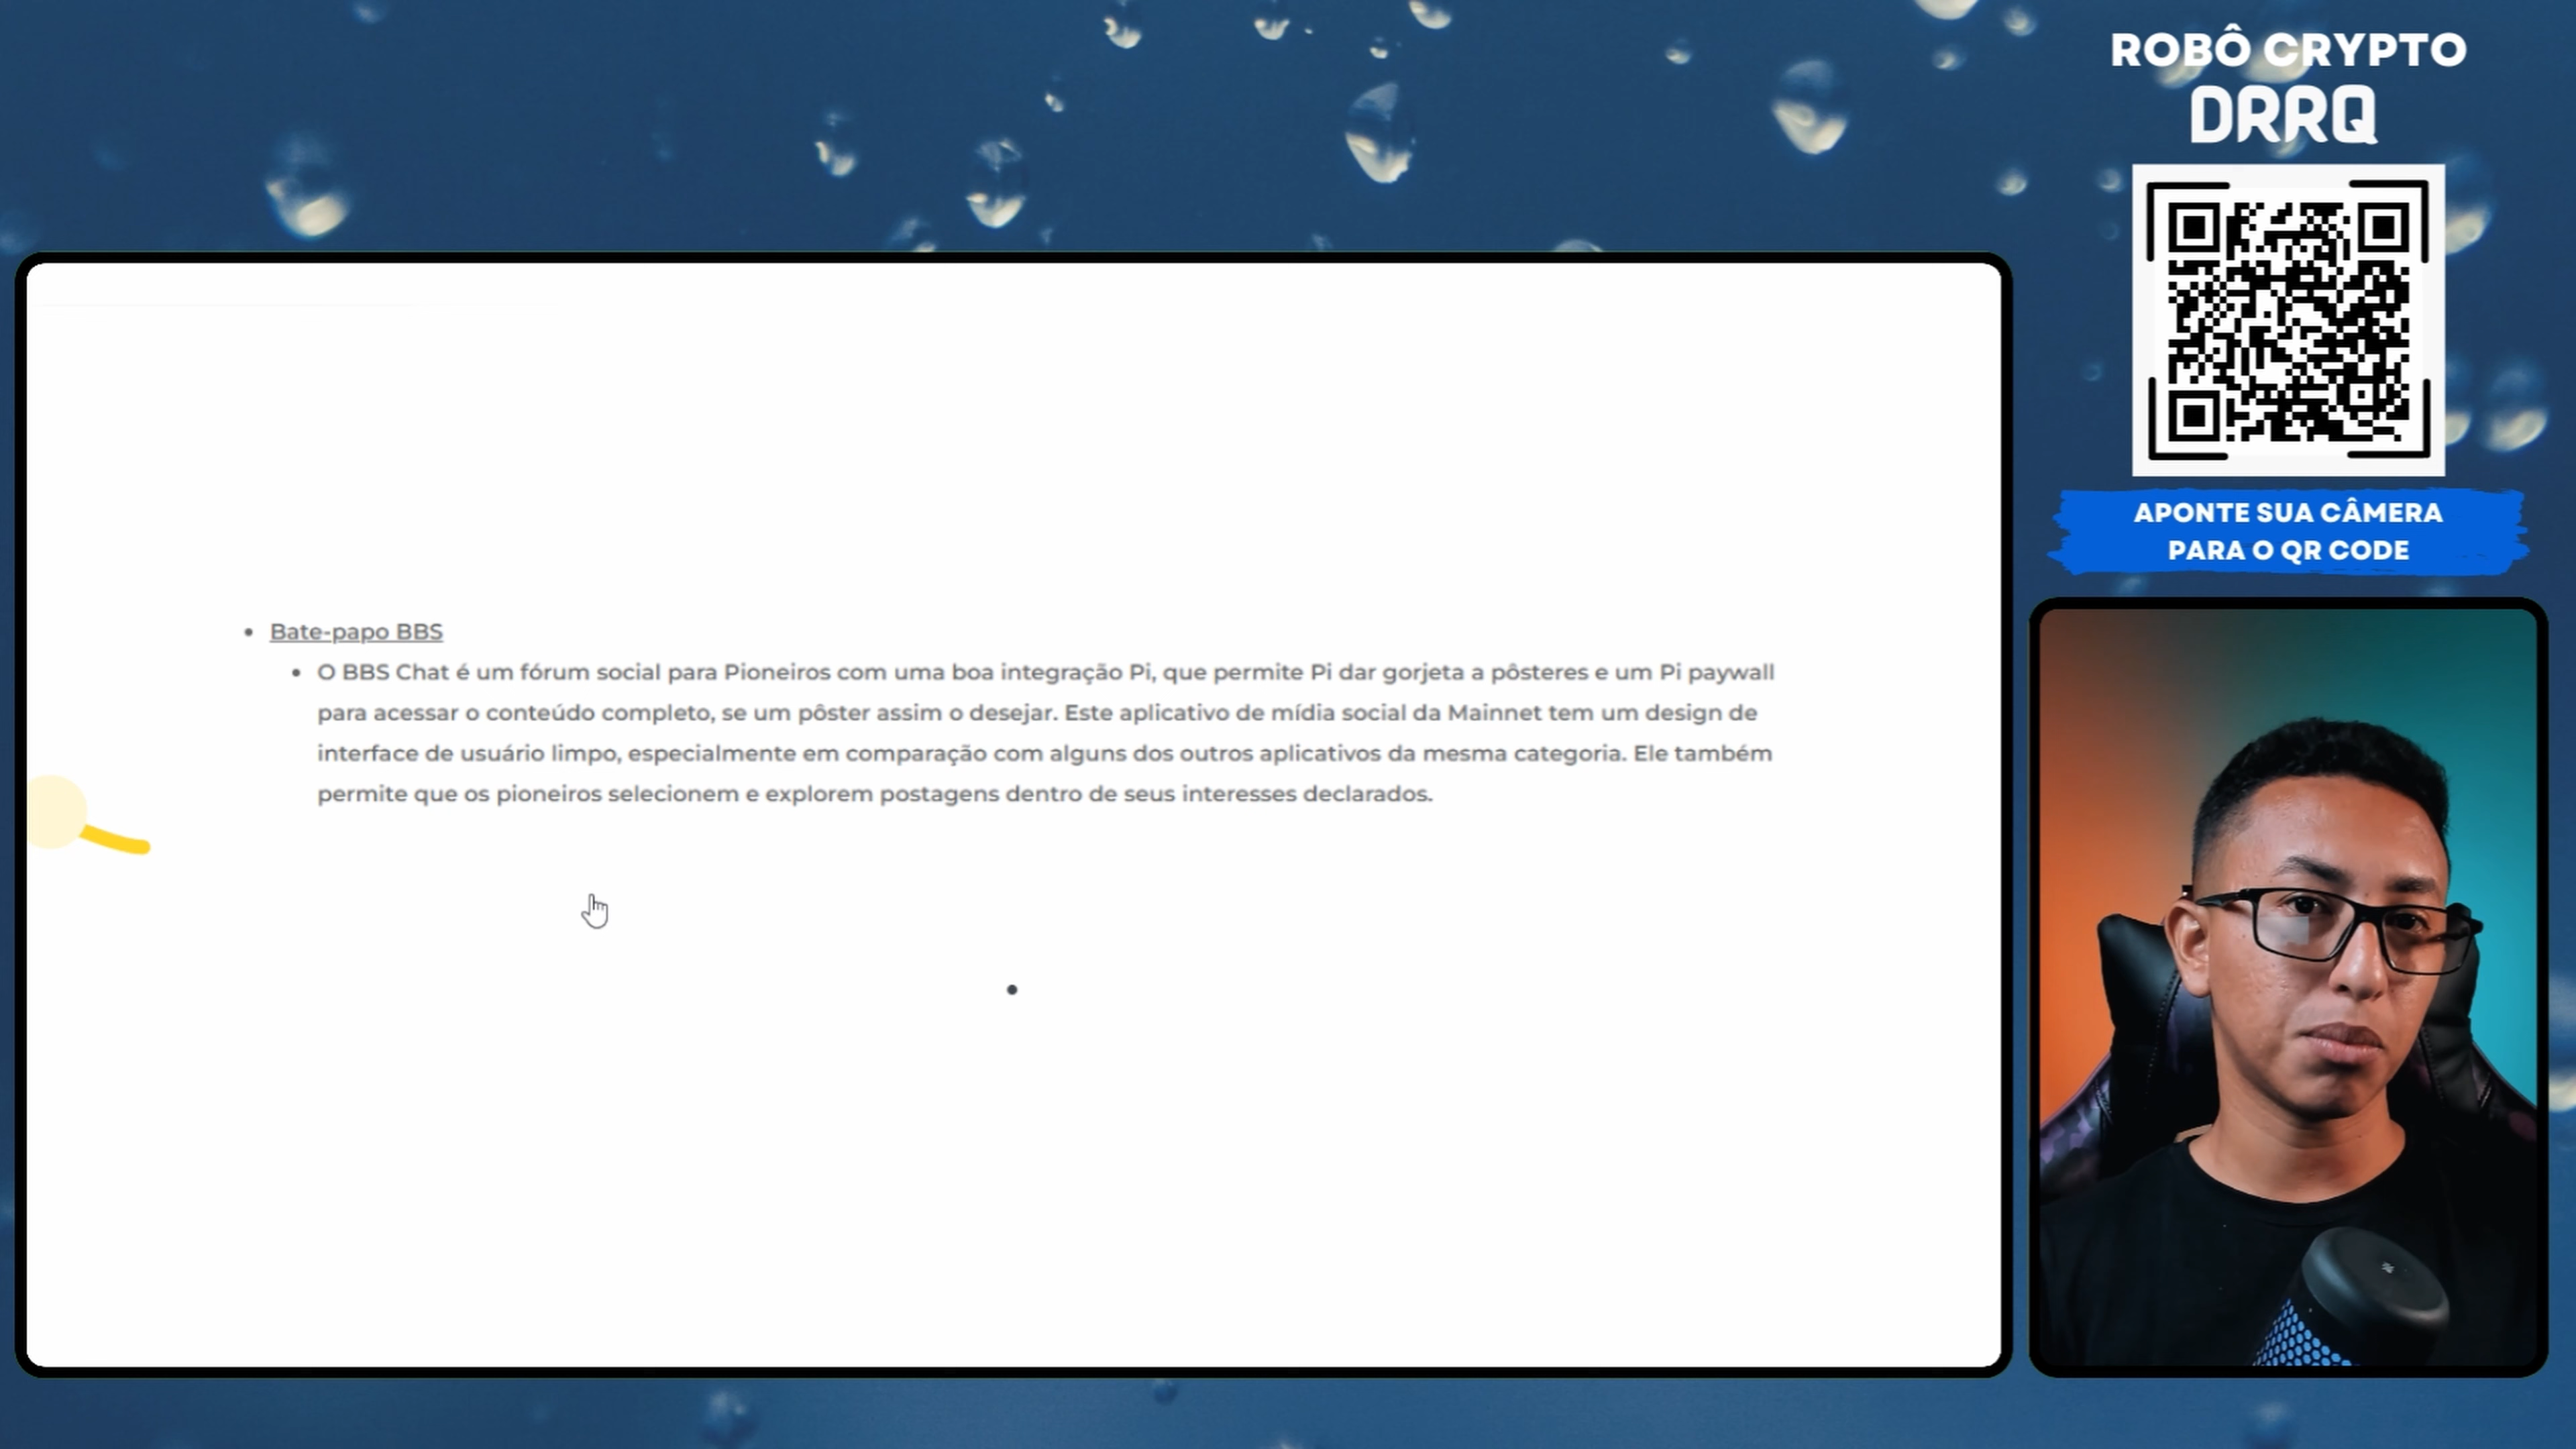 ROBÔ CRYPTO
DRRQ
APONTE SUA CÂMERA
PARA O QR CODE
Bate-papo BBS
O BBS Chat é um fórum social para Pioneiros com uma boa integração Pi, que permite Pi dar gorjeta a pôsteres e um Pi paywall
para acessar o conteúdo completo, se um pôster assim o desejar. Este aplicativo de mídia social da Mainnet tem um design de
interface de usuário limpo, especialmente em comparação com alguns dos outros aplicativos da mesma categoria. Ele também
permite que os pioneiros selecionem e explorem postagens dentro de seus interesses declarados.